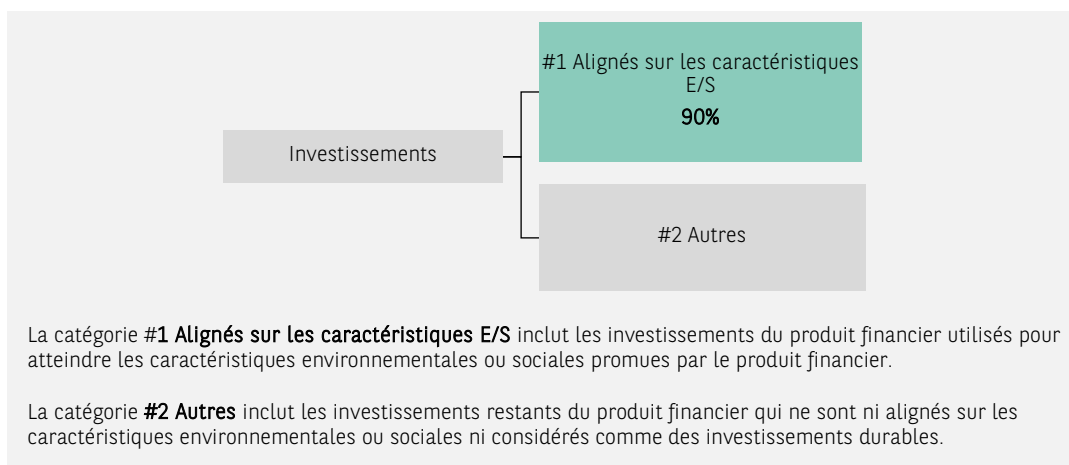 #1 Alignés sur les caractéristiques
E/S
90%
Investissements
#2 Autres
La catégorie #1 Alignés sur les caractéristiques E/S inclut les investissements du produit financier utilisés pour
atteindre les caractéristiques environnementales ou sociales promues par le produit financier.
La catégorie #2 Autres inclut les investissements restants du produit financier qui ne sont ni alignés sur les
caractéristiques environnementales ou sociales ni considérés comme des investissements durables.